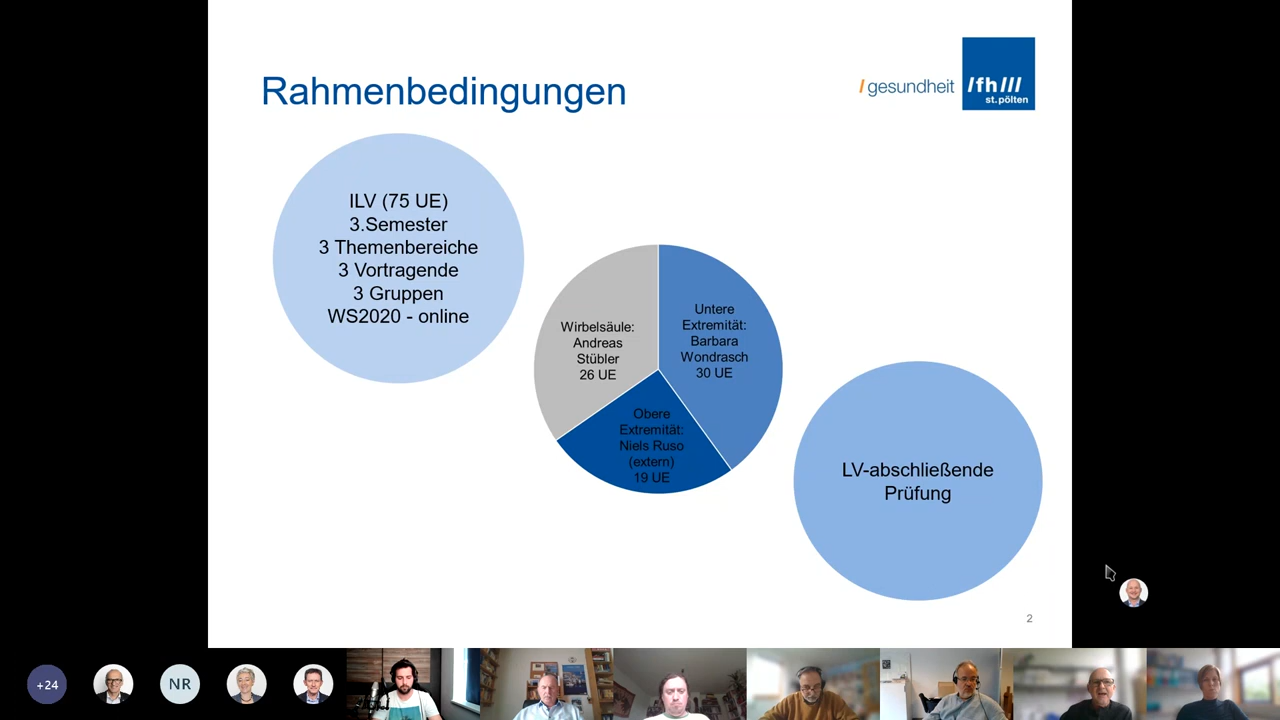 Rahmenbedingungen
/ gesundheit
/fh///
st.pölten
ILV (75 UE)
3.Semester
3 Themenbereiche
3 Vortragende
3 Gruppen
WS2020 - online
Wirbelsäule:
Andreas
Stübler
26 UE
Untere
Extremität:
Barbara
Wondrasch
30 UE
Obere
Extremität:
Niels Ruso
(extern)
19 UE
LV-abschließende
Prüfung
2
+24
NR